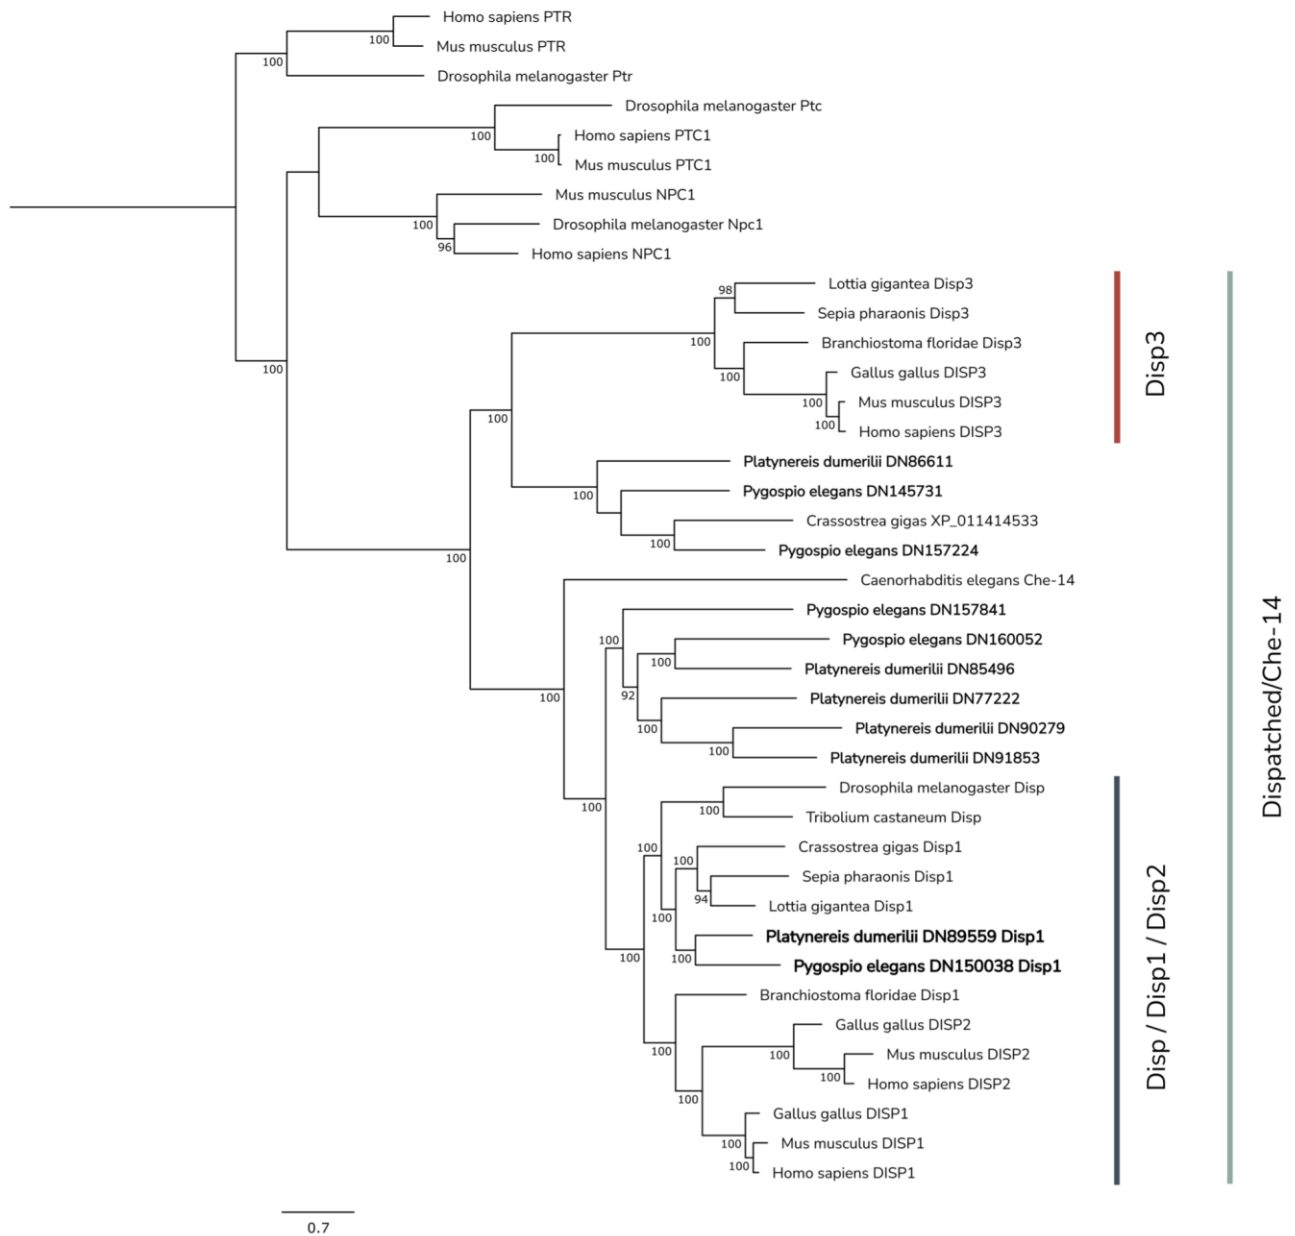 Homo sapiens PTR
100
Mus musculus PTR
100
Drosophila melanogaster Ptr
Drosophila melanogaster Ptc
100
Homo sapiens PTC1
100
Mus musculus PTC1
Mus musculus NPC1
100
Drosophila melanogaster Npc1
96
Homo sapiens NPC1
Lottia gigantea Disp3
98
Sepia pharaonis Disp3
100
Branchiostoma floridae Disp3
100
100
Gallus gallus DISP3
100
Mus musculus DISP3
100
100
Homo sapiens DISP3
Platynereis dumerilii DN86611
100
Pygospio elegans DN145731
Crassostrea gigas XP_011414533
100
Pygospio elegans DN157224
100
Caenorhabditis elegans Che-14
Pygospio elegans DN157841
100
Pygospio elegans DN160052
100
Platynereis dumerilii DN85496
92
100
Platynereis dumerilii DN77222
100
Platynereis dumerilii DN90279
100
Platynereis dumerilii DN91853
Drosophila melanogaster Disp
100
100
Tribolium castaneum Disp
100
Crassostrea gigas Disp1
100
Sepia pharaonis Disp1
94
Lottia gigantea Disp1
100
Platynereis dumerilii DN89559 Disp1
100
100
Pygospio elegans DN150038 Disp1
Branchiostoma floridae Disp1
Gallus gallus DISP2
100
100
Mus musculus DISP2
100
Homo sapiens DISP2
100
Gallus gallus DISP1
100
Mus musculus DISP1
100
Homo sapiens DISP1
Disp3
Disp / Disp1 / Disp2
Dispatched/Che-14
0.7